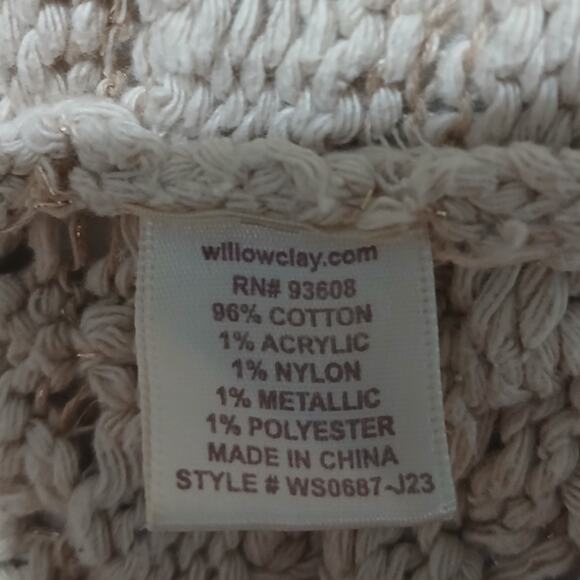 willowclay.com
RN# 93608
96% COTTON
1% ACRYLIC
1% NYLON
1% METALLIC
1% POLYESTER
MADE IN CHINA
STYLE # WS0687-J23